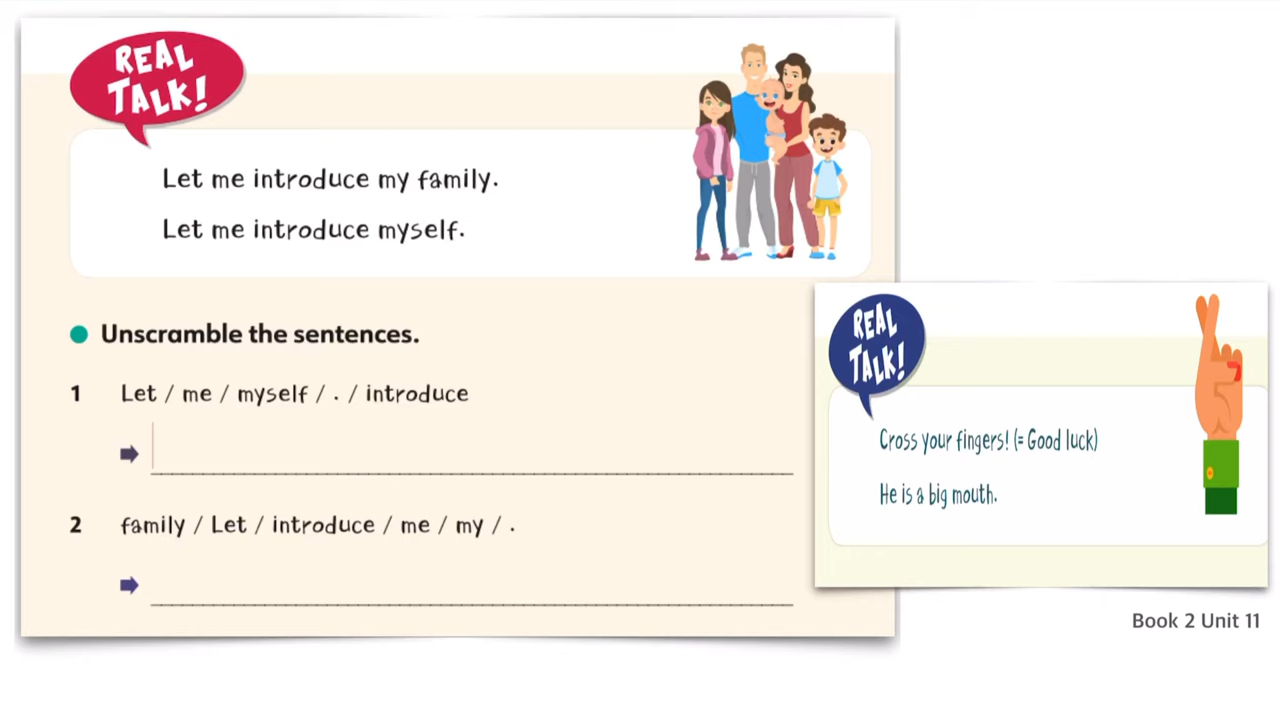 REAL
TALK!
Let me introduce my family.
Let me introduce myself.
Unscramble the sentences.
1 Let / me / myself / . / introduce
2 family / Let / introduce / me / my / .
REAL
TALK!
Cross your fingers! (= Good luck)
He is a big mouth.
Book 2 Unit 11